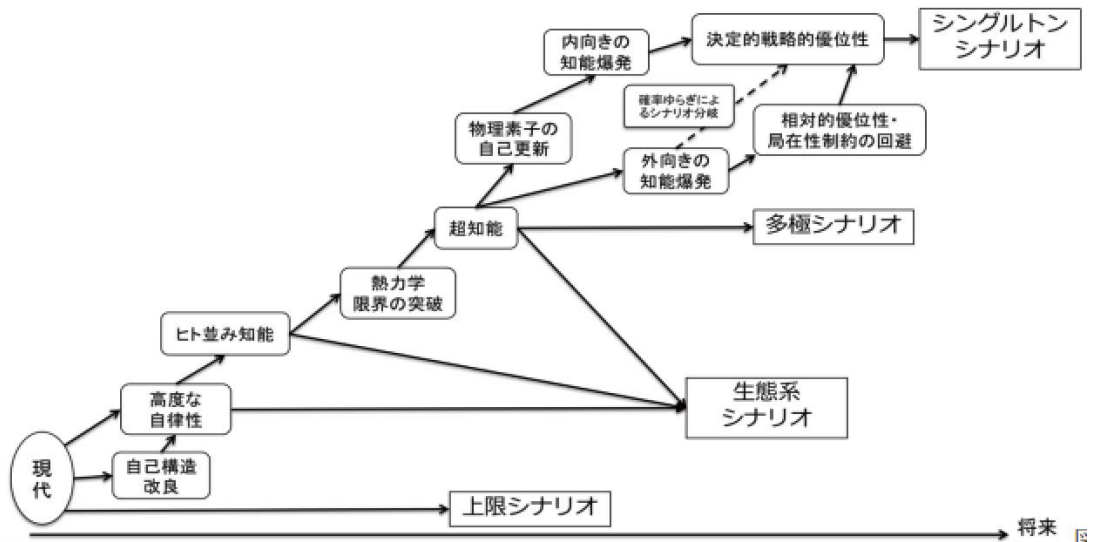 シングルトン
シナリオ
決定的戦略的優位性
内向きの
知能爆発
確率ゆらぎによ
るシナリオ分岐
相対的優位性・
局在性制約の回避
物理素子の
自己更新
外向きの
知能爆発
超知能
多極シナリオ
熱力学
限界の突破
ヒト並み知能
生態系
シナリオ
高度な
自律性
現
代
自己構造
改良
上限シナリオ
将来